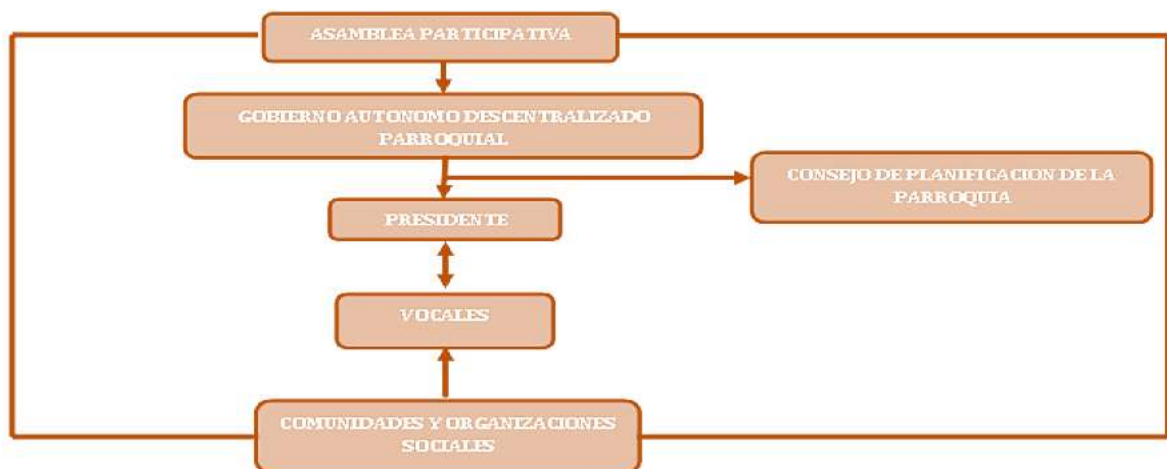 ASAMBLEA PARTICIPATIVA
GOBIERNO AUTONOMO DESCENTRALIZADO
PARROQUIAL
CONSEJO DE PLANIFICACION DE LA
PARROQUIA
PRESIDENTE
VOCALES
COMUNIDADES Y ORGANIZACIONES
SOCIALES